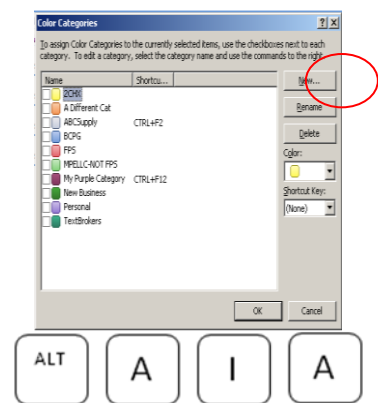 Color Categories
To assign Color Categories to the currently selected items, use the checkboxes next to each
category. To edit a category, select the category name and use the commands to the right.
Name Shortcu... New...
2CHX
A Different Cat Rename
ABCSupply CTRL+F2
BCPG Delete
FPS Color:
MPELLC-NOT FPS
My Purple Category CTRL+F12
New Business Shortcut Key:
Personal (None)
TextBrokers
OK Cancel
ALT A I A